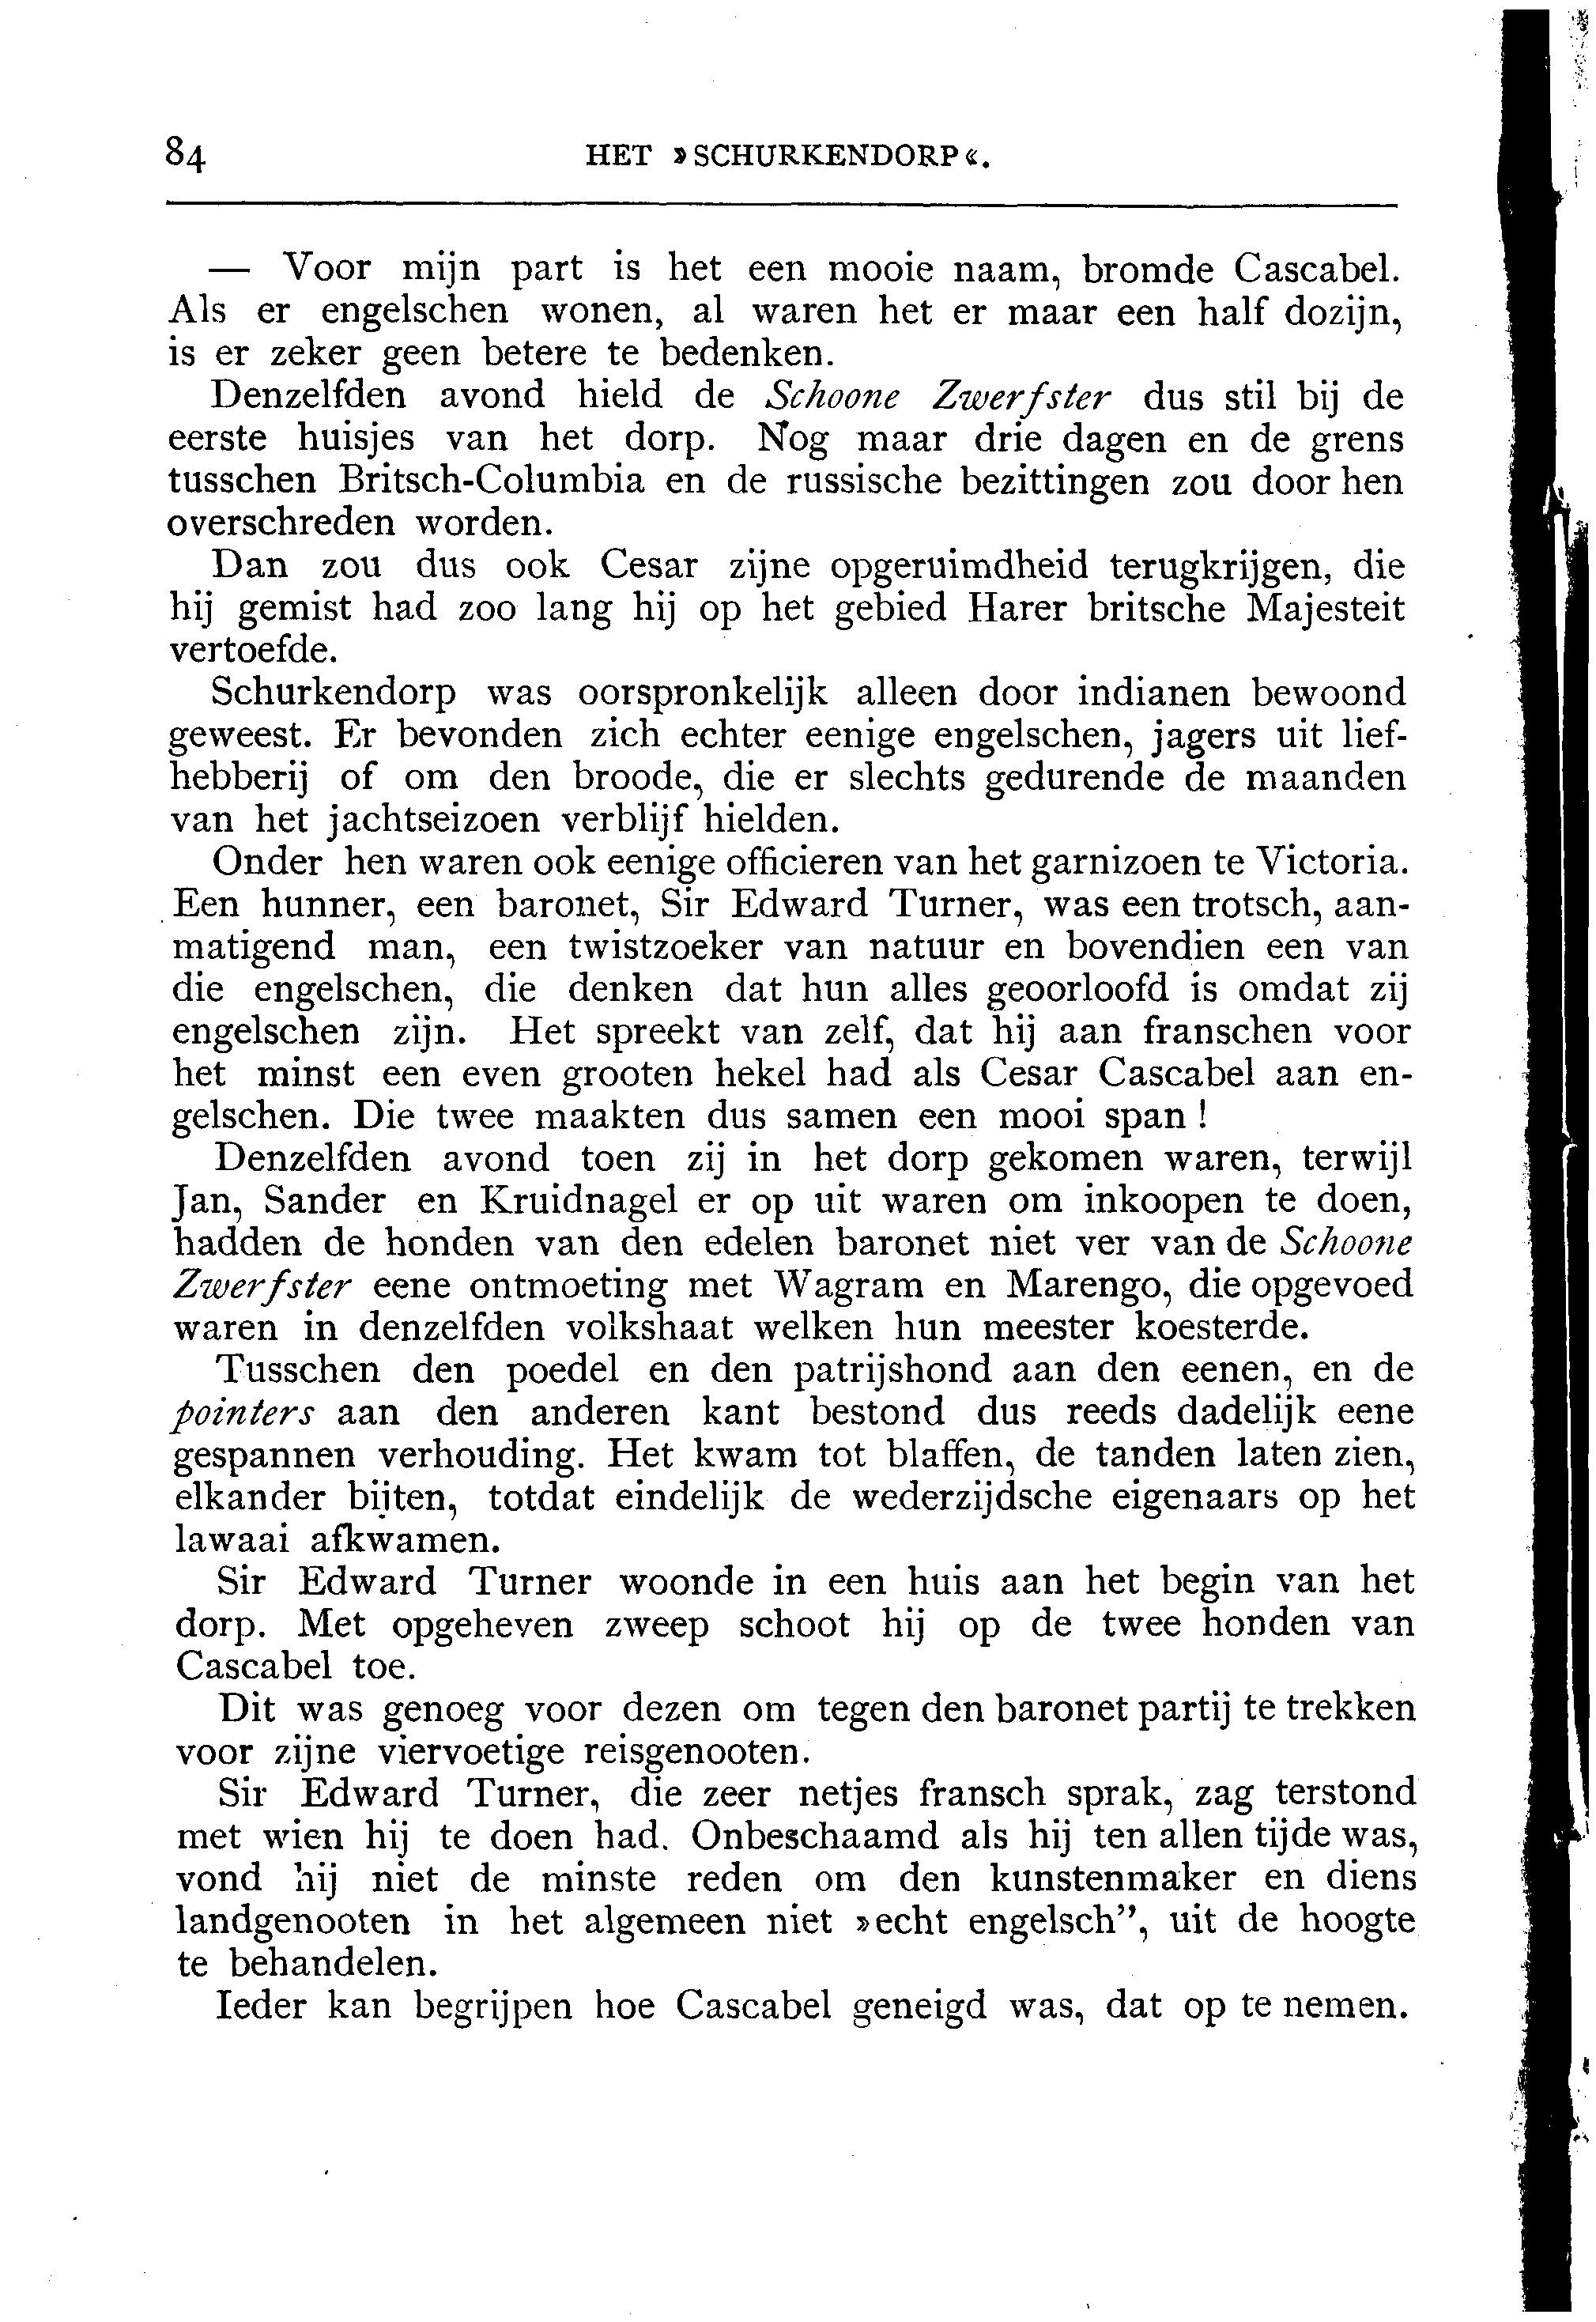 84 HET »SCHURKENDORP«.
— Voor mijn part is het een mooie naam, bromde Cascabel.
Als er engelschen wonen, al waren het er maar een half dozijn,
is er zeker geen betere te bedenken.
Denzelfden avond hield de Schoone Zwerfster dus stil bij de
eerste huisjes van het dorp. Nog maar drie dagen en de grens
tusschen Britsch-Columbia en de russische bezittingen zou door hen
overschreden worden.
Dan zou dus ook Cesar zijne opgeruimdheid terugkrijgen, die
hij gemist had zoo lang hij op het gebied Harer britsche Majesteit
vertoefde.
Schurkendorp was oorspronkelijk alleen door indianen bewoond
geweest. Er bevonden zich echter eenige engelschen, jagers uit lief-
hebberij of om den broode, die er slechts gedurende de maanden
van het jachtseizoen verblijf hielden.
Onder hen waren ook eenige officieren van het garnizoen te Victoria.
Een hunner, een baronet, Sir Edward Turner, was een trotsch, aan-
matigend man, een twistzoeker van natuur en bovendien een van
die engelschen, die denken dat hun alles geoorloofd is omdat zij
engelschen zijn. Het spreekt van zelf, dat hij aan franschen voor
het minst een even grooten hekel had als Cesar Cascabel aan en-
gelschen. Die twee maakten dus samen een mooi span!
Denzelfden avond toen zij in het dorp gekomen waren, terwijl
Jan, Sander en Kruidnagel er op uit waren om inkoopen te doen,
hadden de honden van den edelen baronet niet ver van de Schoone
Zwerfster eene ontmoeting met Wagram en Marengo, die opgevoed
waren in denzelfden volkshaat welken hun meester koesterde.
Tusschen den poedel en den patrijshond aan den eenen, en de
pointers aan den anderen kant bestond dus reeds dadelijk eene
gespannen verhouding. Het kwam tot blaffen, de tanden laten zien,
elkander bijten, totdat eindelijk de wederzijdsche eigenaars op het
lawaai afkwamen.
Sir Edward Turner woonde in een huis aan het begin van het
dorp. Met opgeheven zweep schoot hij op de twee honden van
Cascabel toe.
Dit was genoeg voor dezen om tegen den baronet partij te trekken
voor zijne viervoetige reisgenooten.
Sir Edward Turner, die zeer netjes fransch sprak, zag terstond
met wien hij te doen had. Onbeschaamd als hij ten allen tijde was,
vond hij niet de minste reden om den kunstenmaker en diens
landgenooten in het algemeen niet »echt engelsch”, uit de hoogte
te behandelen.
Ieder kan begrijpen hoe Cascabel geneigd was, dat op te nemen.